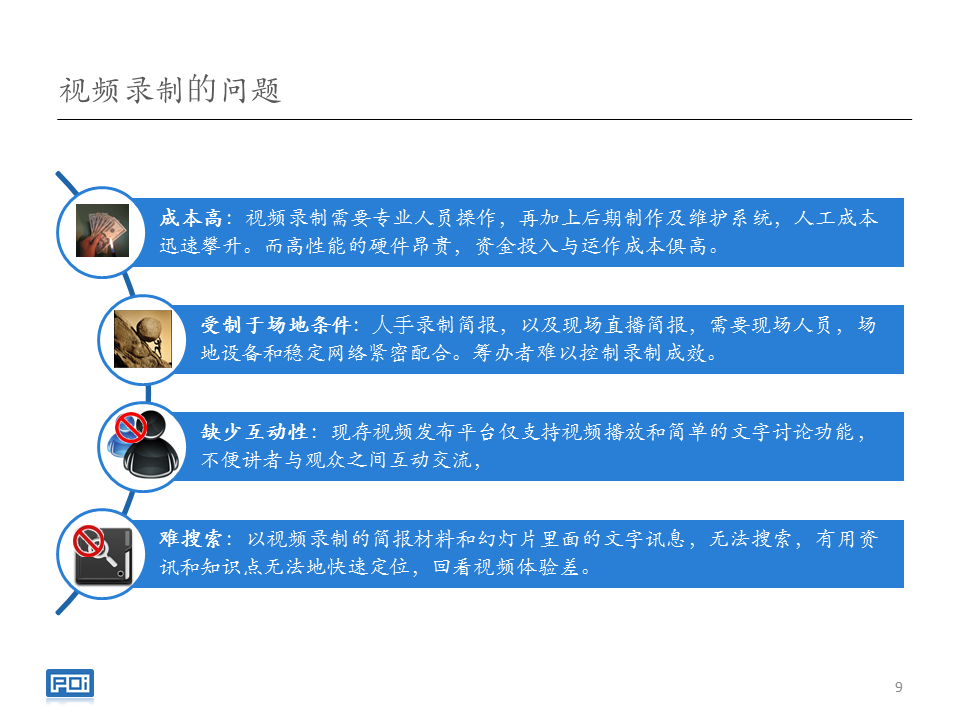 视频录制的问题
成本高：视频录制需要专业人员操作，再加上后期制作及维护系统，人工成本
迅速攀升。而高性能的硬件昂贵，资金投入与运作成本俱高。
受制于场地条件：人手录制简报，以及现场直播简报，需要现场人员，场
地设备和稳定网络紧密配合。筹办者难以控制录制成效。
缺少互动性：现存视频发布平台仅支持视频播放和简单的文字讨论功能，
不便讲者与观众之间互动交流，
难搜索：以视频录制的简报材料和幻灯片里面的文字讯息，无法搜索，有用资
讯和知识点无法地快速定位，回看视频体验差。
POi
9